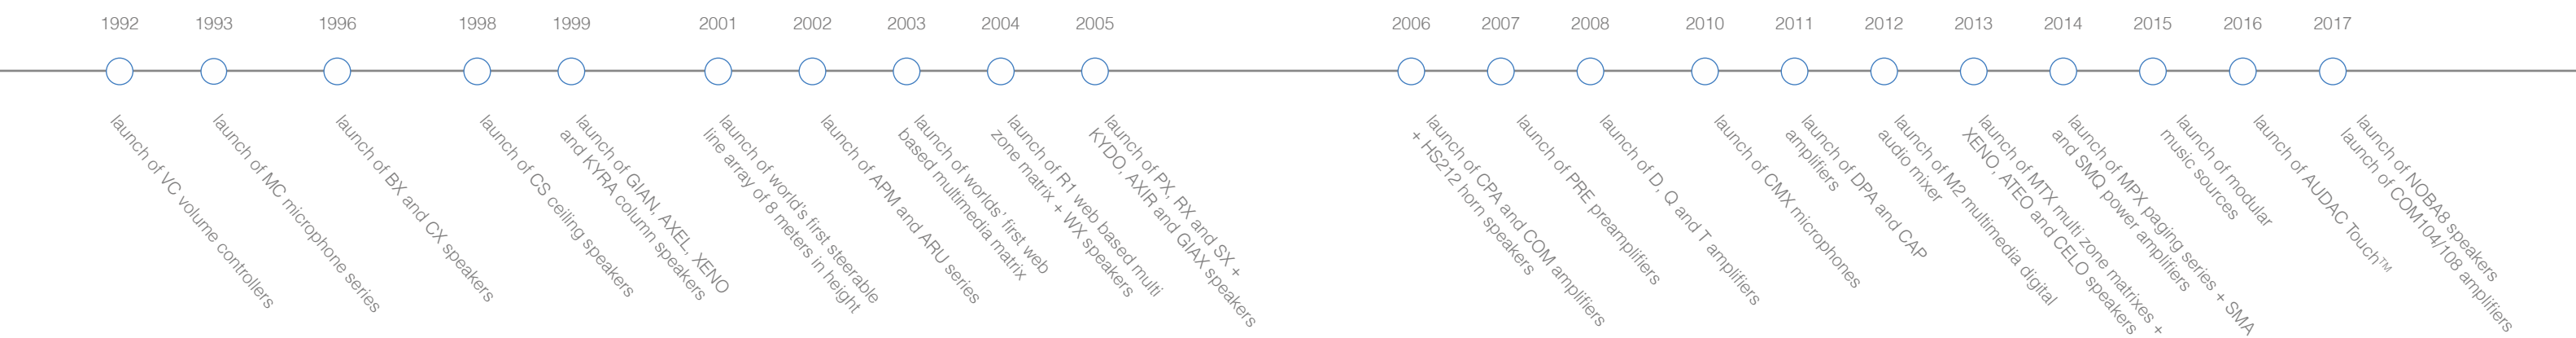 1992
1993
1996
1998
1999
2001
2002
2003
2004
2005
2006
2007
2008
2010
2011
2012
2013
2014
2015
2016
2017
launch of VC volume controllers
launch of MC microphone series
launch of BX and CX speakers
launch of CS ceiling speakers
launch of GIAN, AXEL, XENO
and KYRA column speakers
launch of world's first steerable
line array of 8 meters in height
launch of APM and ARU series
launch of worlds' first web
based multimedia matrix
launch of R1 web based multi
zone matrix + WX speakers
launch of PX, RX and SX +
KYDO, AXIR and GIAX speakers
launch of CPA and COM amplifiers
+ HS212 horn speakers
launch of PRE preamplifiers
launch of D, Q and T amplifiers
launch of CMX microphones
launch of DPA and CAP
amplifiers
launch of M2 multimedia digital
audio mixer
launch of MTX multi zone matrixes +
XENO, ATEO and CELO speakers
launch of MPX paging series + SMA
and SMQ power amplifiers
launch of modular
music sources
launch of AUDAC Touch™
launch of NOBA8 speakers
launch of COM104/108 amplifiers